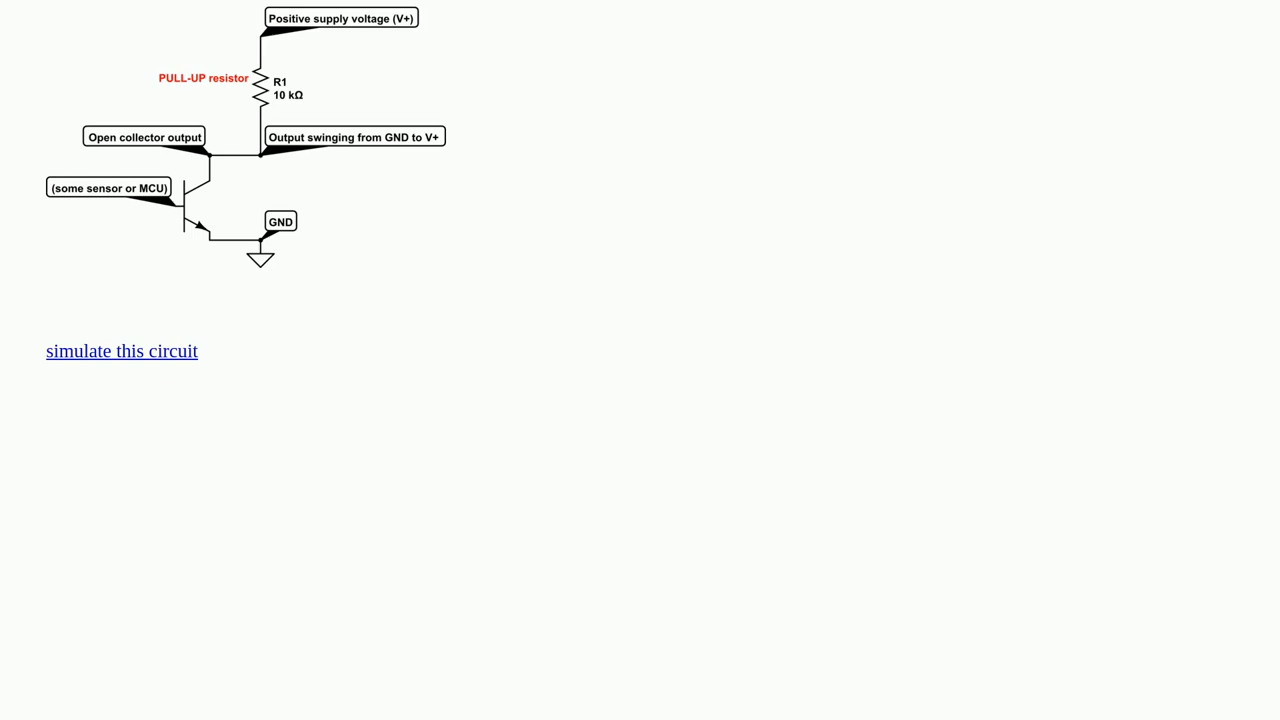 Positive supply voltage (V+)
PULL-UP resistor
R1
10 kΩ
Open collector output
Output swinging from GND to V+
(some sensor or MCU)
GND
simulate this circuit